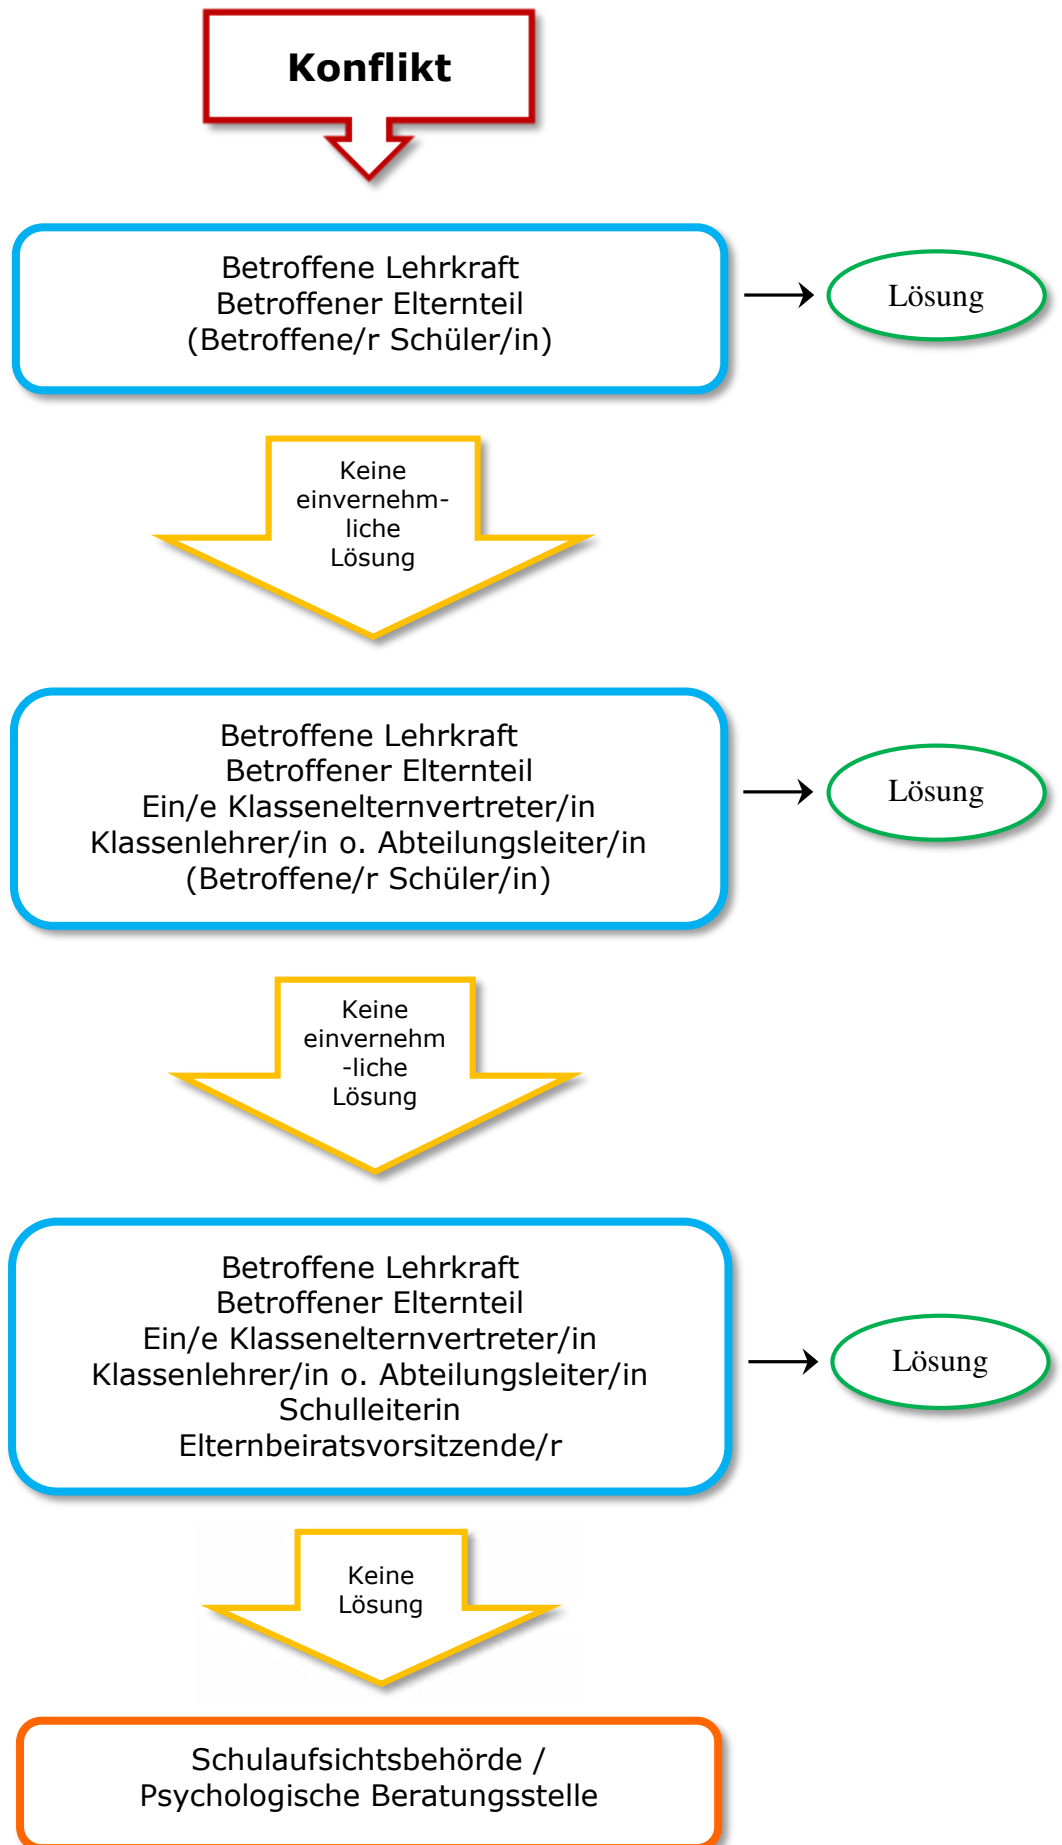 Konflikt
Betroffene Lehrkraft
Betroffener Elternteil
(Betroffene/r Schüler/in)
Lösung
Keine
einvernehm-
liche
Lösung
Betroffene Lehrkraft
Betroffener Elternteil
Ein/e Klassenelternvertreter/in
Klassenlehrer/in o. Abteilungsleiter/in
(Betroffene/r Schüler/in)
Lösung
Keine
einvernehm
-liche
Lösung
Betroffene Lehrkraft
Betroffener Elternteil
Ein/e Klassenelternvertreter/in
Klassenlehrer/in o. Abteilungsleiter/in
Schulleiterin
Elternbeiratsvorsitzende/r
Lösung
Keine
Lösung
Schulaufsichtsbehörde /
Psychologische Beratungsstelle